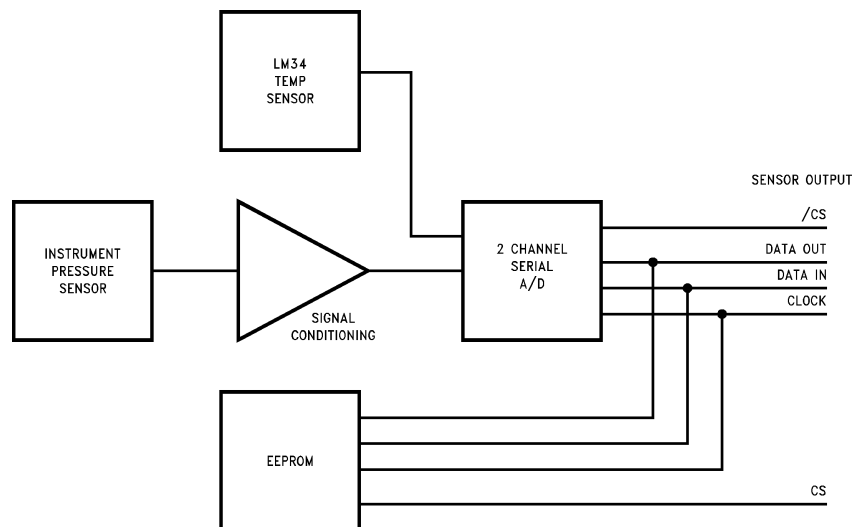 LM34
TEMP
SENSOR
SENSOR OUTPUT
/CS
INSTRUMENT
PRESSURE
SENSOR
2 CHANNEL
SERIAL
A/D
DATA OUT
DATA IN
CLOCK
SIGNAL
CONDITIONING
EEPROM
CS